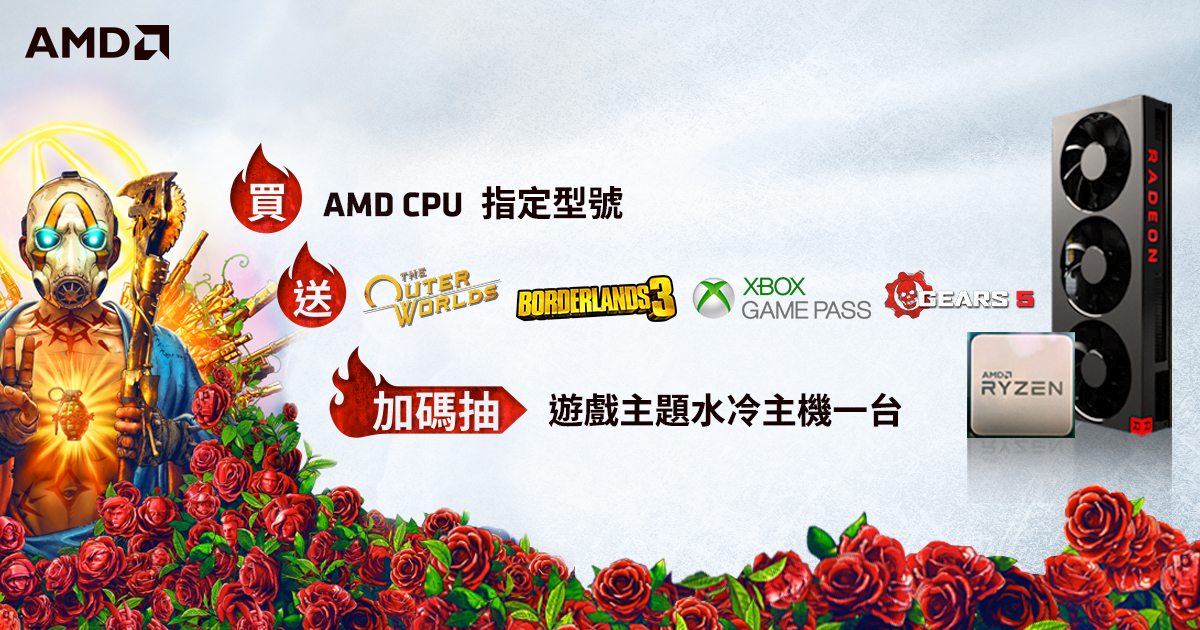 AMD
買 AMD CPU 指定型號
送 THE OUTER WORLDS BORDERLANDS 3 XBOX GAME PASS GEARS 5
加碼抽 遊戲主題水冷主機一台
RADEON
AMD
RYZEN